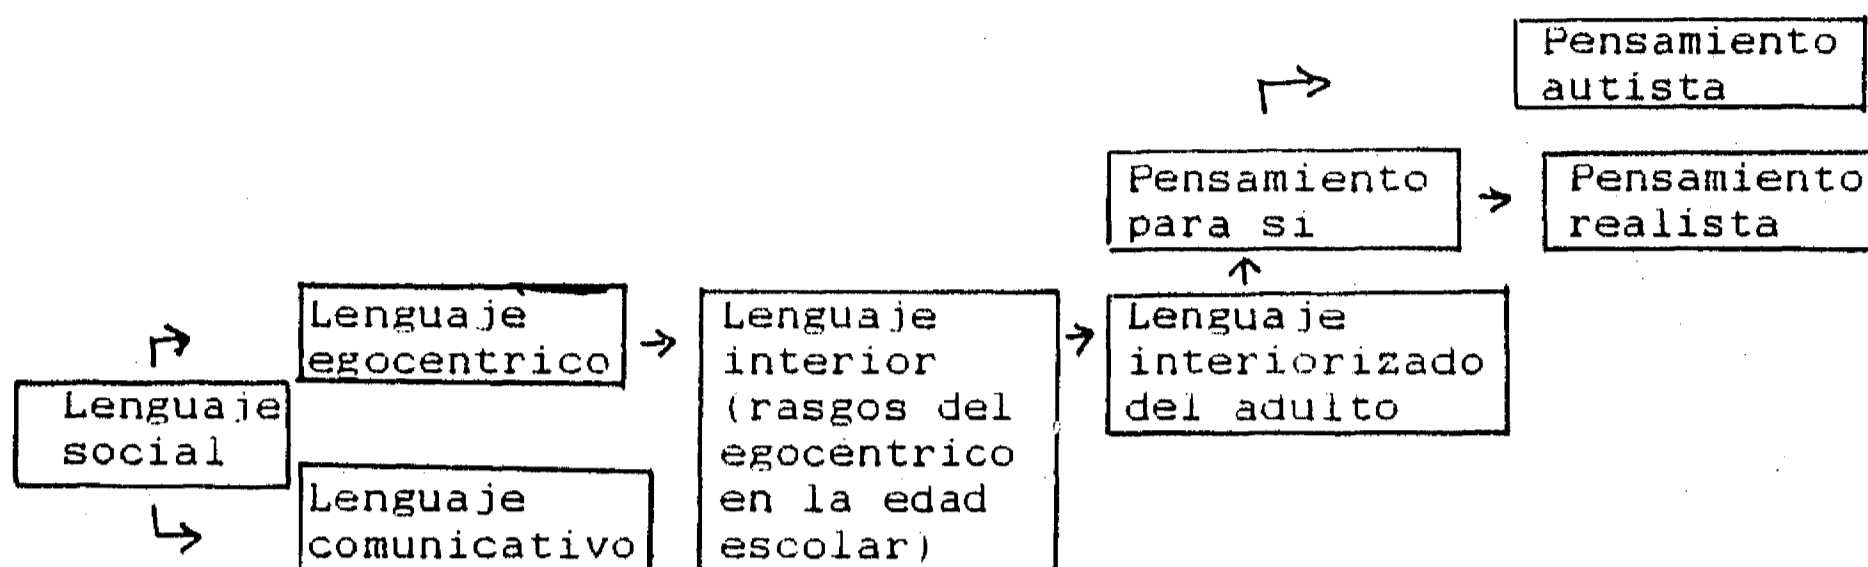 Pensamiento
autista
Pensamiento
para si
Pensamiento
realista
Lenguaje
egocentrico
Lenguaje
interior
(rasgos del
egocéntrico
en la edad
escolar)
Lenguaje
interiorizado
del adulto
Lenguaje
social
Lenguaje
comunicativo